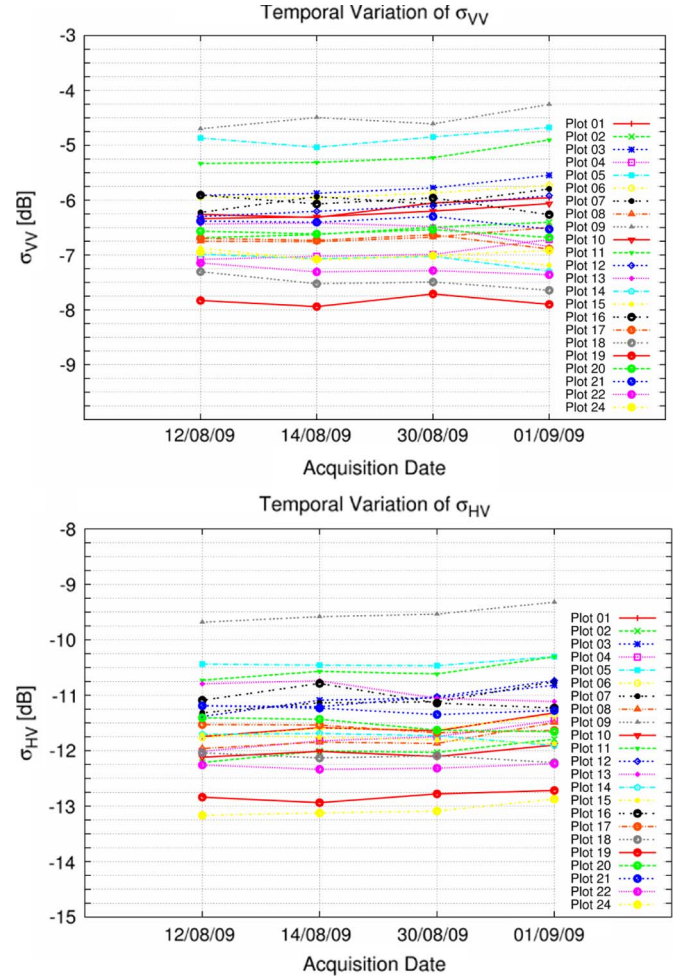 Temporal Variation of σVV
-3
-4
-5
-6
-7
-8
-9
σVV [dB]
Plot 01
Plot 02
Plot 03
Plot 04
Plot 05
Plot 06
Plot 07
Plot 08
Plot 09
Plot 10
Plot 11
Plot 12
Plot 13
Plot 14
Plot 15
Plot 16
Plot 17
Plot 18
Plot 19
Plot 20
Plot 21
Plot 22
Plot 24
12/08/09 14/08/09 30/08/09 01/09/09
Acquisition Date
Temporal Variation of σHV
-8
-9
-10
-11
-12
-13
-14
-15
σHV [dB]
Plot 01
Plot 02
Plot 03
Plot 04
Plot 05
Plot 06
Plot 07
Plot 08
Plot 09
Plot 10
Plot 11
Plot 12
Plot 13
Plot 14
Plot 15
Plot 16
Plot 17
Plot 18
Plot 19
Plot 20
Plot 21
Plot 22
Plot 24
12/08/09 14/08/09 30/08/09 01/09/09
Acquisition Date